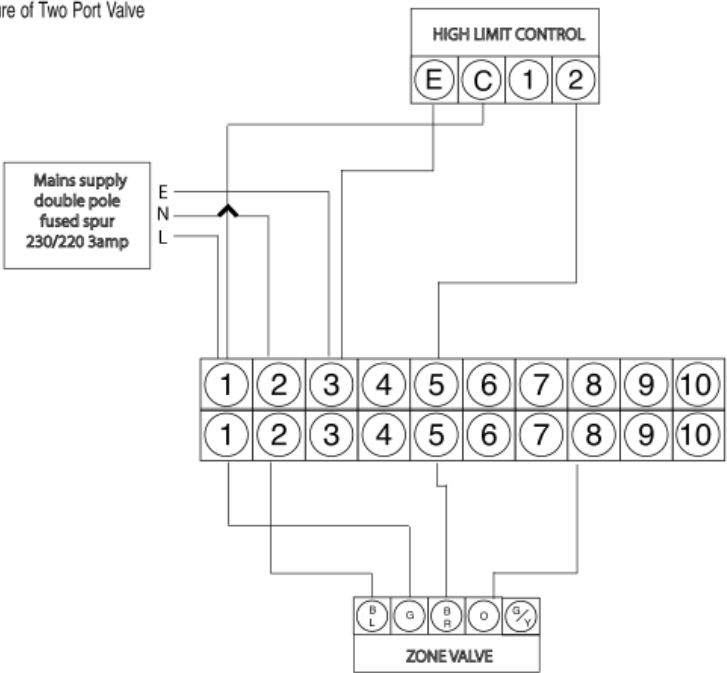 of Two Port Valve
HIGH LIMIT CONTROL
E C 1 2
Mains supply
double pole
fused spur
230/220 3amp
E
N
L
1 2 3 4 5 6 7 8 9 10
1 2 3 4 5 6 7 8 9 10
BL G BR O G/Y
ZONE VALVE